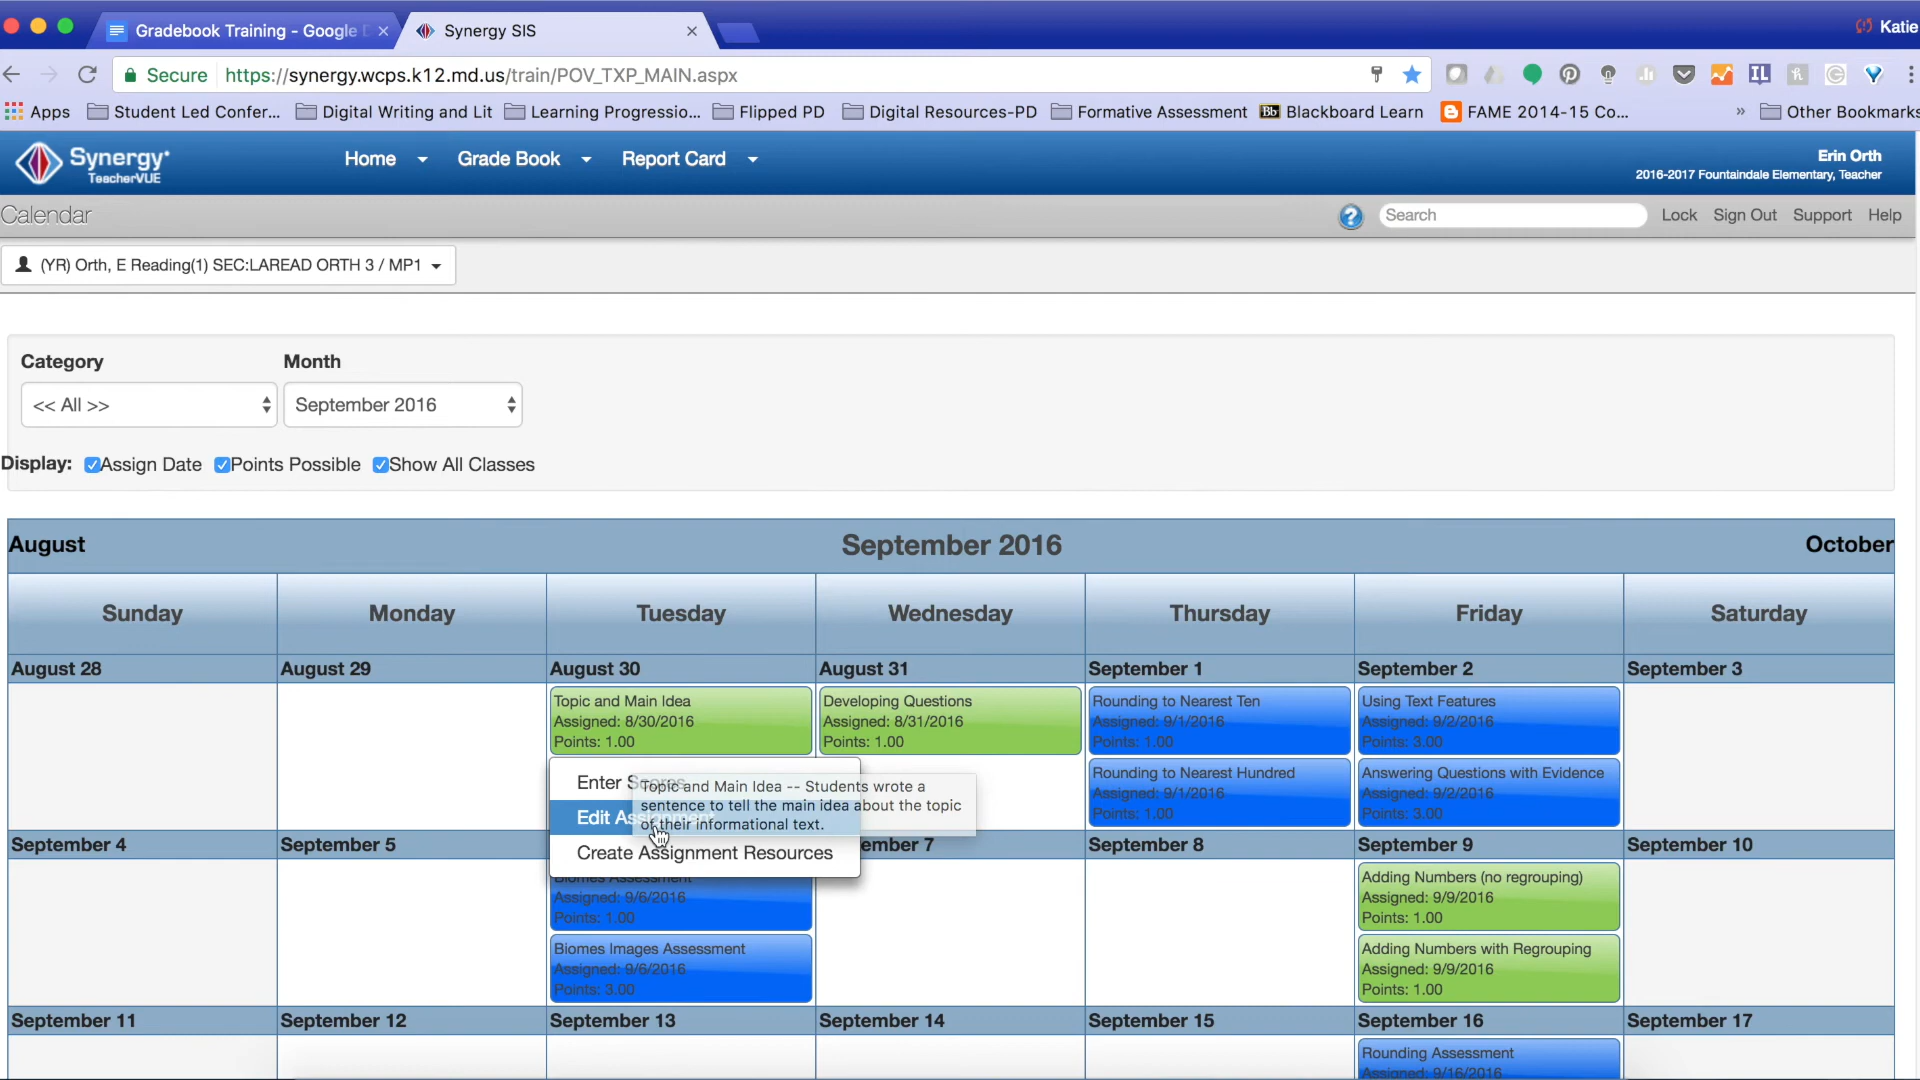 Gradebook Training - Google D
Synergy SIS
Katie
Secure
https://synergy.wcps.k12.md.us/train/POV_TXP_MAIN.aspx
Apps
Student Led Confer...
Digital Writing and Lit
Learning Progressio...
Flipped PD
Digital Resources-PD
Formative Assessment
Bb Blackboard Learn
FAME 2014-15 Co...
»
Other Bookmarks
Synergy
TeacherVUE
Home
Grade Book
Report Card
Erin Orth
2016-2017 Fountaindale Elementary, Teacher
Calendar
?
Search
Lock
Sign Out
Support
Help
(YR) Orth, E Reading(1) SEC:LAREAD ORTH 3 / MP1
Category
Month
<< All >>
September 2016
Display:
Assign Date
Points Possible
Show All Classes
August
September 2016
October
Sunday
Monday
Tuesday
Wednesday
Thursday
Friday
Saturday
August 28
August 29
August 30
August 31
September 1
September 2
September 3
Topic and Main Idea
Assigned: 8/30/2016
Points: 1.00
Developing Questions
Assigned: 8/31/2016
Points: 1.00
Rounding to Nearest Ten
Assigned: 9/1/2016
Points: 1.00
Using Text Features
Assigned: 9/2/2016
Points: 3.00
Rounding to Nearest Hundred
Assigned: 9/1/2016
Points: 1.00
Answering Questions with Evidence
Assigned: 9/2/2016
Points: 3.00
Enter Scores
Edit Assignment
Create Assignment Resources
Topic and Main Idea -- Students wrote a
sentence to tell the main idea about the topic
of their informational text.
September 4
September 5
ember 7
September 8
September 9
September 10
Biomes Assessment
Assigned: 9/6/2016
Points: 1.00
Biomes Images Assessment
Assigned: 9/6/2016
Points: 3.00
Adding Numbers (no regrouping)
Assigned: 9/9/2016
Points: 1.00
Adding Numbers with Regrouping
Assigned: 9/9/2016
Points: 1.00
September 11
September 12
September 13
September 14
September 15
September 16
September 17
Rounding Assessment
Assigned: 9/16/2016